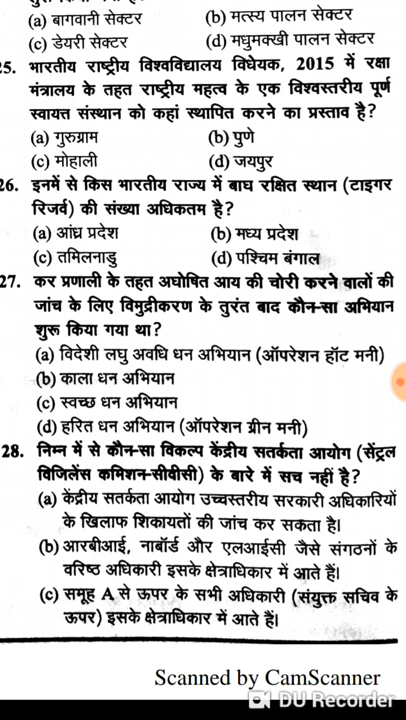 (a) बागवानी सेक्टर (b) मत्स्य पालन सेक्टर
(c) डेयरी सेक्टर (d) मधुमक्खी पालन सेक्टर
25. भारतीय राष्ट्रीय विश्वविद्यालय विधेयक, 2015 में रक्षा
मंत्रालय के तहत राष्ट्रीय महत्व के एक विश्वस्तरीय पूर्ण
स्वायत्त संस्थान को कहां स्थापित करने का प्रस्ताव है?
(a) गुरुग्राम (b) पुणे
(c) मोहाली (d) जयपुर
26. इनमें से किस भारतीय राज्य में बाघ रक्षित स्थान (टाइगर
रिजर्व) की संख्या अधिकतम है?
(a) आंध्र प्रदेश (b) मध्य प्रदेश
(c) तमिलनाडु (d) पश्चिम बंगाल
27. कर प्रणाली के तहत अघोषित आय की चोरी करने वालों की
जांच के लिए विमुद्रीकरण के तुरंत बाद कौन-सा अभियान
शुरू किया गया था?
(a) विदेशी लघु अवधि धन अभियान (ऑपरेशन हॉट मनी)
(b) काला धन अभियान
(c) स्वच्छ धन अभियान
(d) हरित धन अभियान (ऑपरेशन ग्रीन मनी)
28. निम्न में से कौन-सा विकल्प केंद्रीय सतर्कता आयोग (सेंट्रल
विजिलेंस कमिशन-सीवीसी) के बारे में सच नहीं है?
(a) केंद्रीय सतर्कता आयोग उच्चस्तरीय सरकारी अधिकारियों
के खिलाफ शिकायतों की जांच कर सकता है।
(b) आरबीआई, नाबॉर्ड और एलआईसी जैसे संगठनों के
वरिष्ठ अधिकारी इसके क्षेत्राधिकार में आते हैं।
(c) समूह A से ऊपर के सभी अधिकारी (संयुक्त सचिव के
ऊपर) इसके क्षेत्राधिकार में आते हैं।
Scanned by CamScanner
DU Recorder